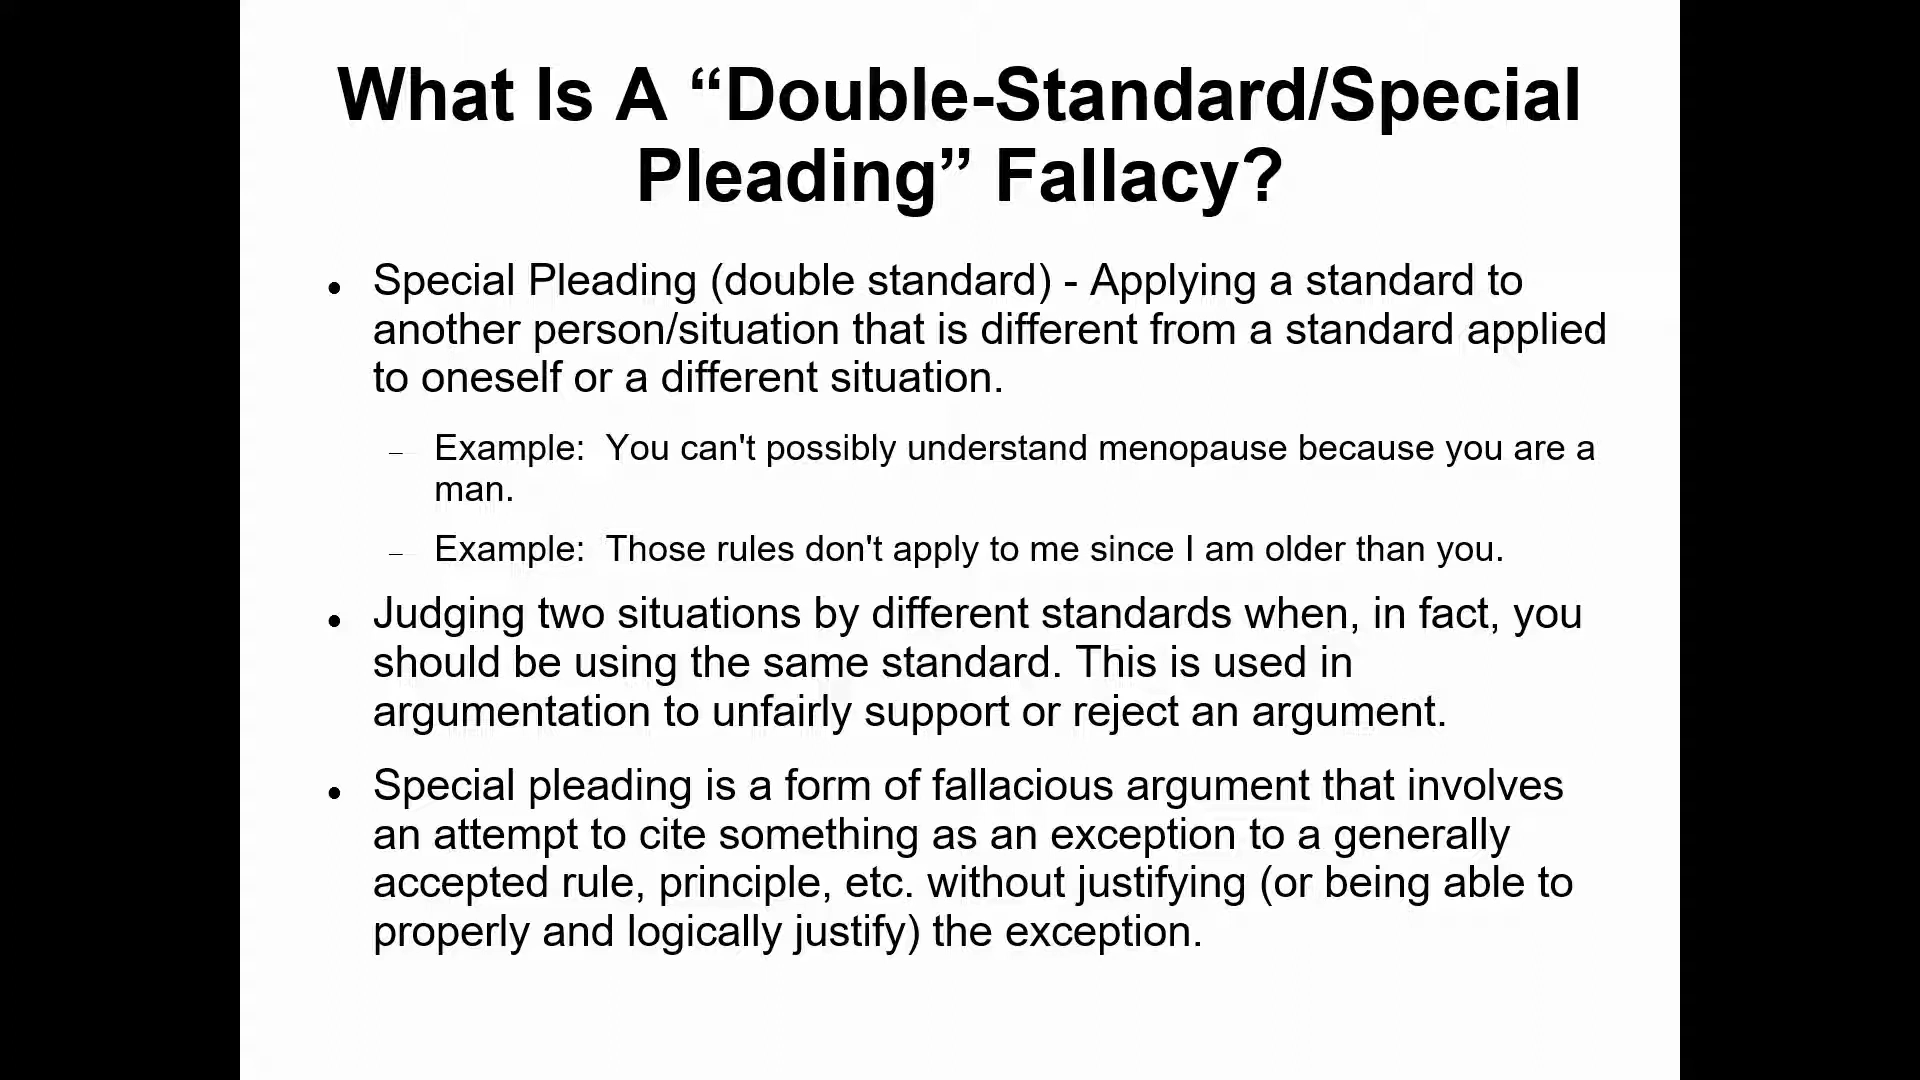 What Is A “Double-Standard/Special
Pleading” Fallacy?
● Special Pleading (double standard) - Applying a standard to
another person/situation that is different from a standard applied
to oneself or a different situation.
– Example:  You can't possibly understand menopause because you are a
man.
– Example:  Those rules don't apply to me since I am older than you.
● Judging two situations by different standards when, in fact, you
should be using the same standard. This is used in
argumentation to unfairly support or reject an argument.
● Special pleading is a form of fallacious argument that involves
an attempt to cite something as an exception to a generally
accepted rule, principle, etc. without justifying (or being able to
properly and logically justify) the exception.